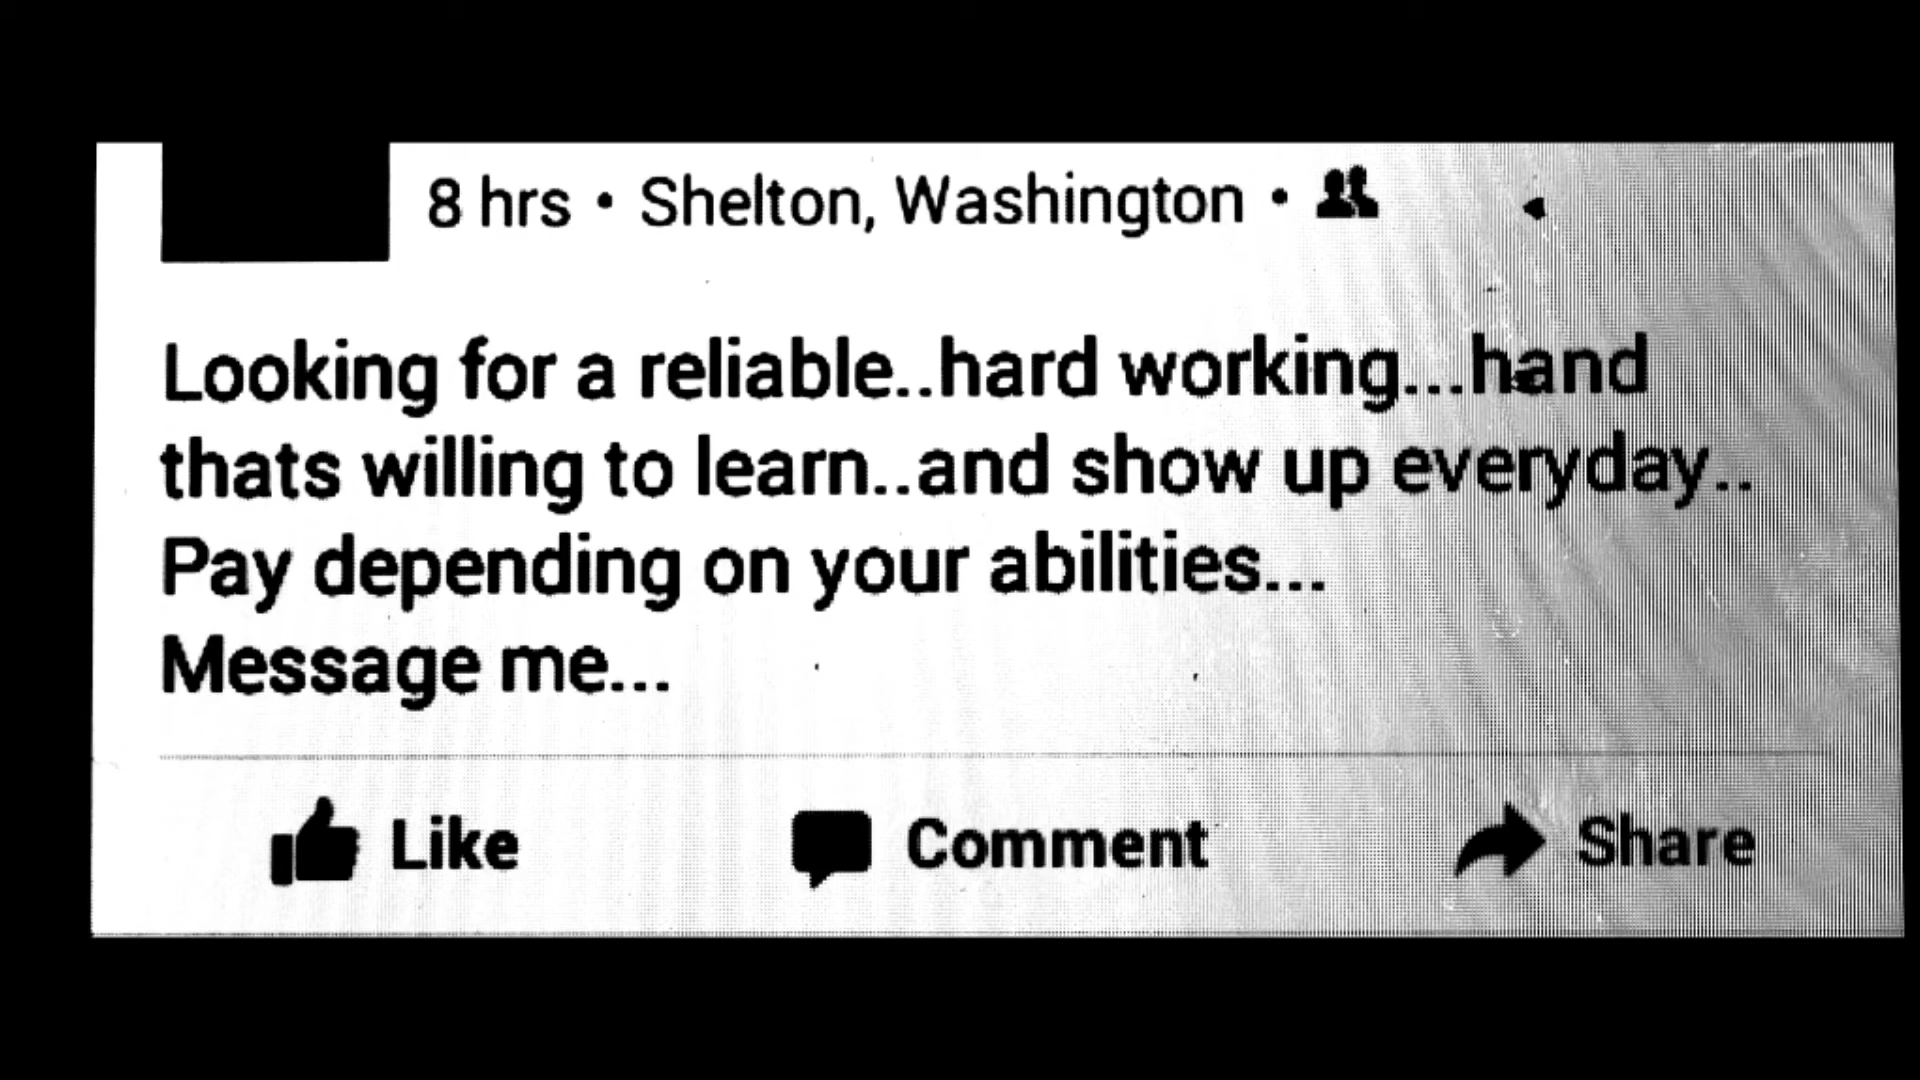 8 hrs • Shelton, Washington •
Looking for a reliable..hard working...hand
thats willing to learn..and show up everyday..
Pay depending on your abilities...
Message me...
Like Comment Share